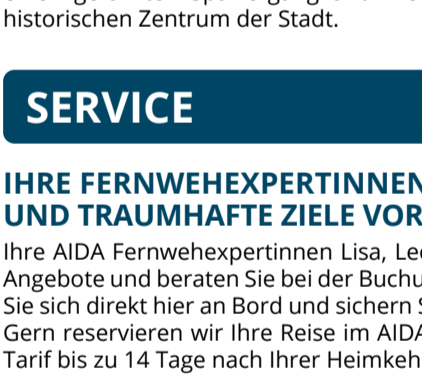 historischen Zentrum der Stadt.
SERVICE
IHRE FERNWEHEXPERTINNEN
UND TRAUMHAFTE ZIELE VOR
Ihre AIDA Fernwehexpertinnen Lisa,
Angebote und beraten Sie bei der
Sie sich direkt hier an Bord und sichern
Gern reservieren wir Ihre Reise im AIDA
Tarif bis zu 14 Tage nach Ihrer